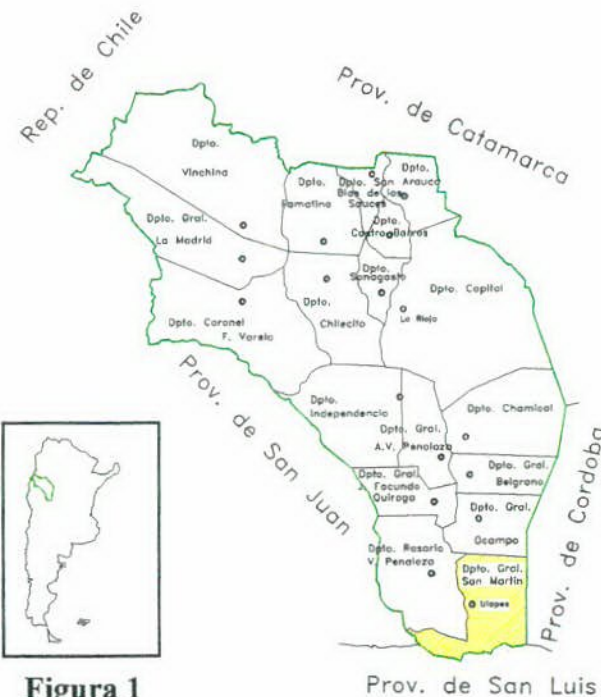 Rep. de Chile
Prov. de Catamarca
Dpto.
Vinchina
Dpto.
Famatina
Dpto. San
Blas de los
Sauces
Dpto.
Arauco
Dpto. Gral.
La Madrid
Dpto.
Castro Barros
Dpto.
Sanagasta
Dpto. Capital
La Rioja
Dpto.
Chilecito
Dpto. Coronel
F. Varela
Prov. de San Juan
Dpto.
Independencia
Dpto. Gral.
A.V. Penaloza
Dpto. Chamical
Dpto. Gral.
Belgrano
Dpto. Gral.
J. Facundo
Quiroga
Dpto. Gral.
Ocampo
Prov. de Cordoba
Dpto. Rosario
V. Penaloza
Dpto. Gral.
San Martin
Ulapes
Prov. de San Luis
Figura 1